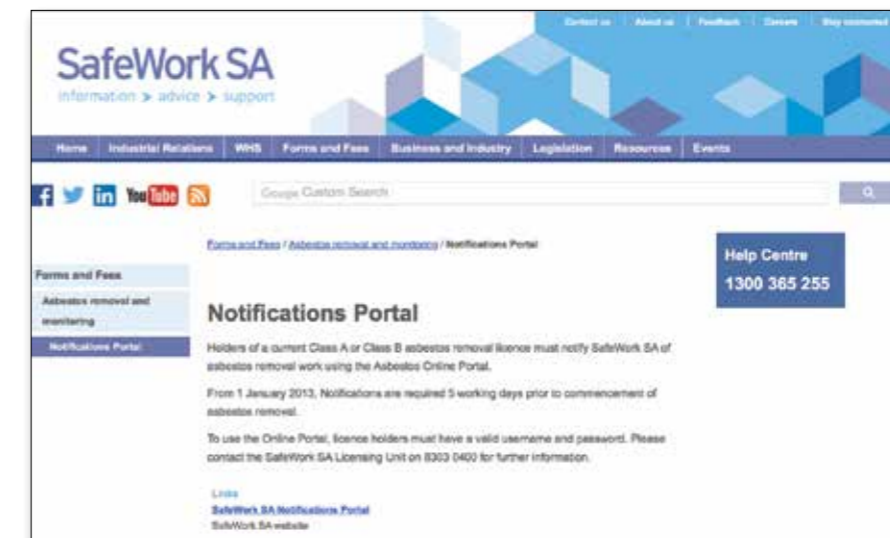 Contact us | About us | Feedback | Careers | Stay connected
SafeWork SA
information > advice > support
Home Industrial Relations WHS Forms and Fees Business and Industry Legislation Resources Events
f in YouTube Google Custom Search
Forms and Fees / Asbestos removal and monitoring / Notifications Portal
Help Centre
1300 365 255
Forms and Fees
Asbestos removal and
monitoring
Notifications Portal
Notifications Portal
Holders of a current Class A or Class B asbestos removal licence must notify SafeWork SA of
asbestos removal work using the Asbestos Online Portal.
From 1 January 2013, Notifications are required 5 working days prior to commencement of
asbestos removal.
To use the Online Portal, licence holders must have a valid username and password. Please
contact the SafeWork SA Licensing Unit on 8303 0400 for further information.
Links
SafeWork SA Notifications Portal
SafeWork SA website